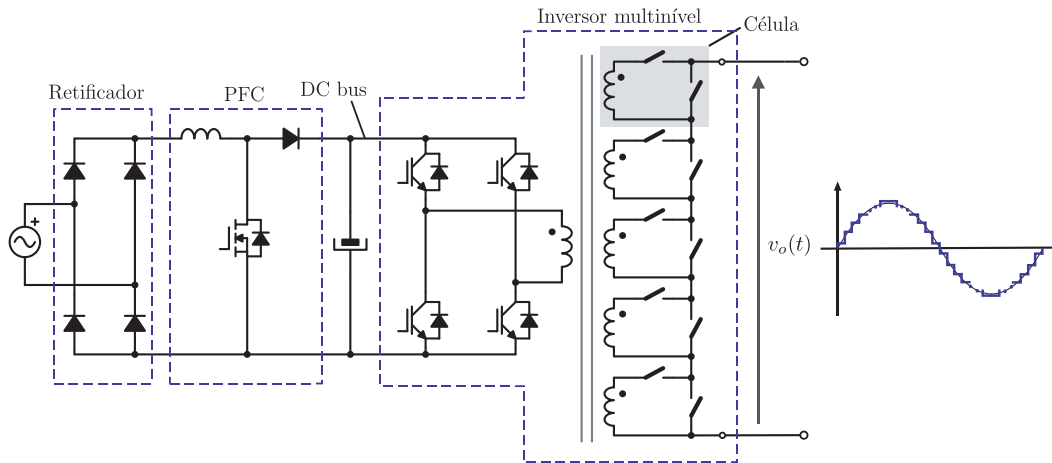 Inversor multinível
Célula
Retificador
PFC
DC bus
+
v_o(t)